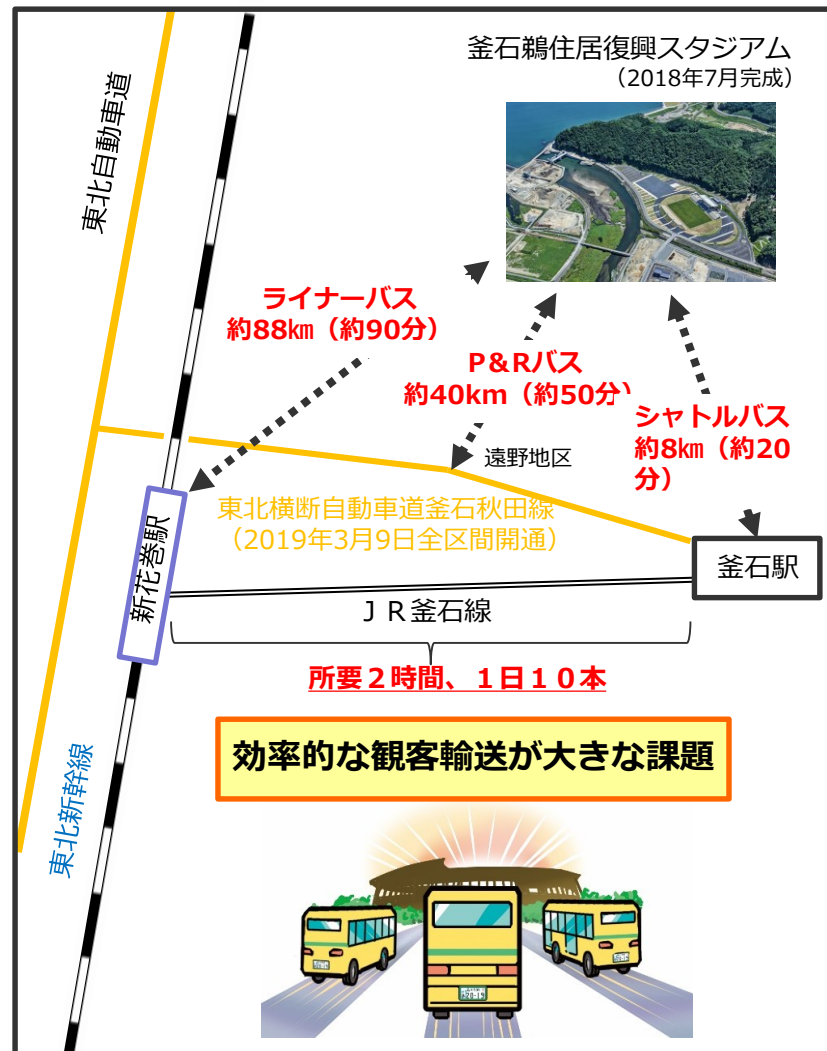 釜石鵜住居復興スタジアム
（2018年7月完成）
東北自動車道
ライナーバス
約88㎞（約90分）
P&Rバス
約40km（約50分）
シャトルバス
約8㎞（約20
分）
遠野地区
東北横断自動車道釜石秋田線
（2019年3月9日全区間開通）
新花巻駅
釜石駅
ＪＲ釜石線
所要２時間、１日１０本
効率的な観客輸送が大きな課題
東北新幹線
20-19